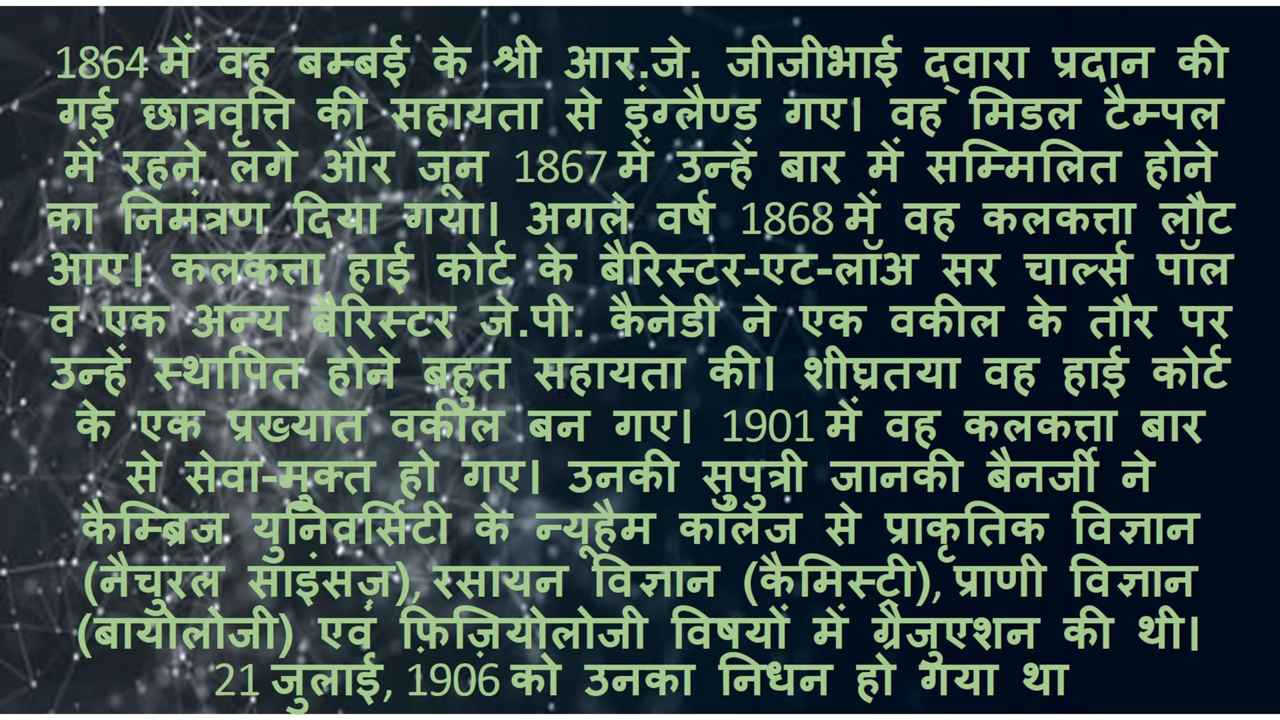 1864 में वह बम्बई के श्री आर.जे. जीजीभाई द्वारा प्रदान की
गई छात्रवृत्ति की सहायता से इंग्लैण्ड गए। वह मिडल टैम्पल
में रहने लगे और जून 1867 में उन्हें बार में सम्मिलित होने
का निमंत्रण दिया गया। अगले वर्ष 1868 में वह कलकत्ता लौट
आए। कलकत्ता हाई कोर्ट के बैरिस्टर-एट-लॉअ सर चार्ल्स पॉल
व एक अन्य बैरिस्टर जे.पी. कैनेडी ने एक वकील के तौर पर
उन्हें स्थापित होने बहुत सहायता की। शीघ्रतया वह हाई कोर्ट
के एक प्रख्यात वकील बन गए। 1901 में वह कलकत्ता बार
से सेवा-मुक्त हो गए। उनकी सुपुत्री जानकी बैनर्जी ने
कैम्ब्रिज युनिवर्सिटी के न्यूहैम कॉलेज से प्राकृतिक विज्ञान
(नैचुरल साइंसज़), रसायन विज्ञान (कैमिस्ट्री), प्राणी विज्ञान
(बायोलोजी) एवं फ़िज़ियोलोजी विषयों में ग्रैजुएशन की थी।
21 जुलाई, 1906 को उनका निधन हो गया था